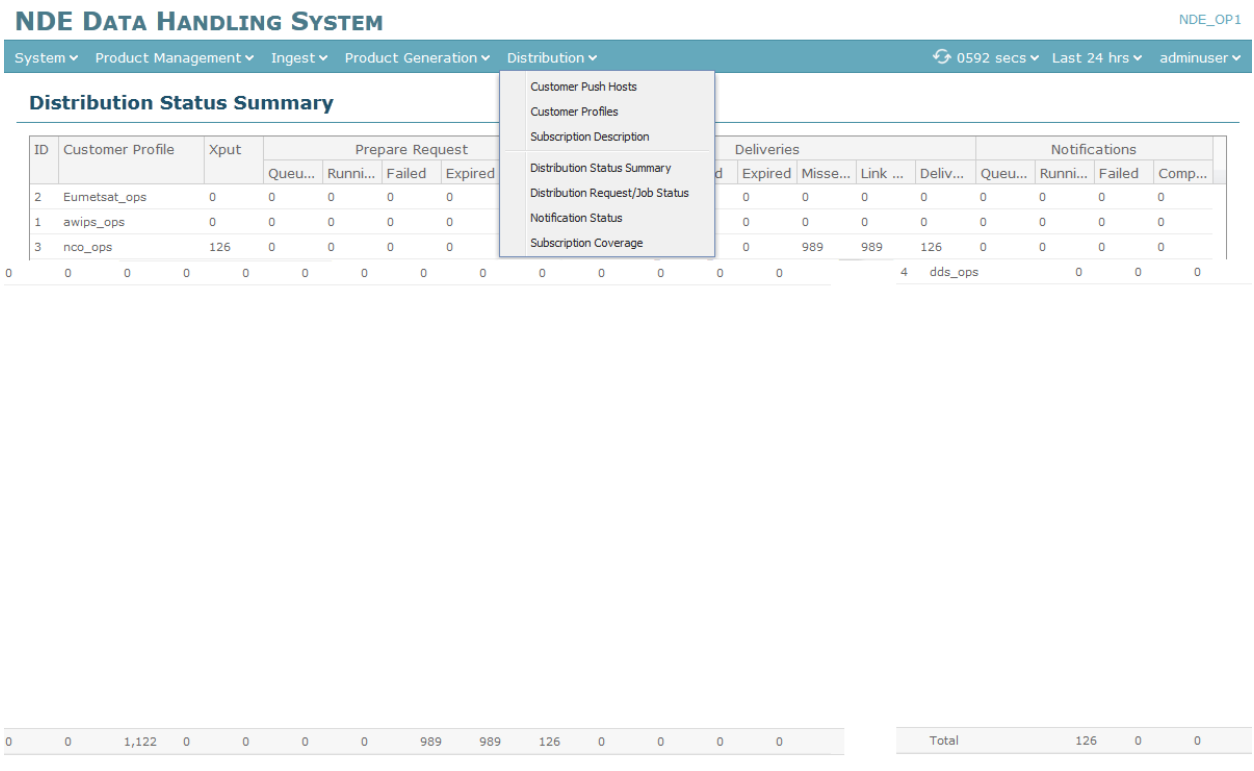 NDE DATA HANDLING SYSTEM
NDE_OP1
System Product Management Ingest Product Generation Distribution 0592 secs Last 24 hrs adminuser
Customer Push Hosts
Customer Profiles
Subscription Description
Distribution Status Summary
Distribution Request/Job Status
Notification Status
Subscription Coverage
Distribution Status Summary
ID Customer Profile Xput Prepare Request Deliveries Notifications
Queu... Runni... Failed Expired d Expired Misse... Link ... Deliv... Queu... Runni... Failed Comp...
2 Eumetsat_ops 0 0 0 0 0 0 0 0 0 0 0 0 0
1 awips_ops 0 0 0 0 0 0 0 0 0 0 0 0 0
3 nco_ops 126 0 0 0 0 0 989 989 126 0 0 0 0
0 0 0 0 0 0 0 0 0 0 0 0 0 0 4 dds_ops 0 0 0
0 0 1,122 0 0 0 0 989 989 126 0 0 0 0 Total 126 0 0